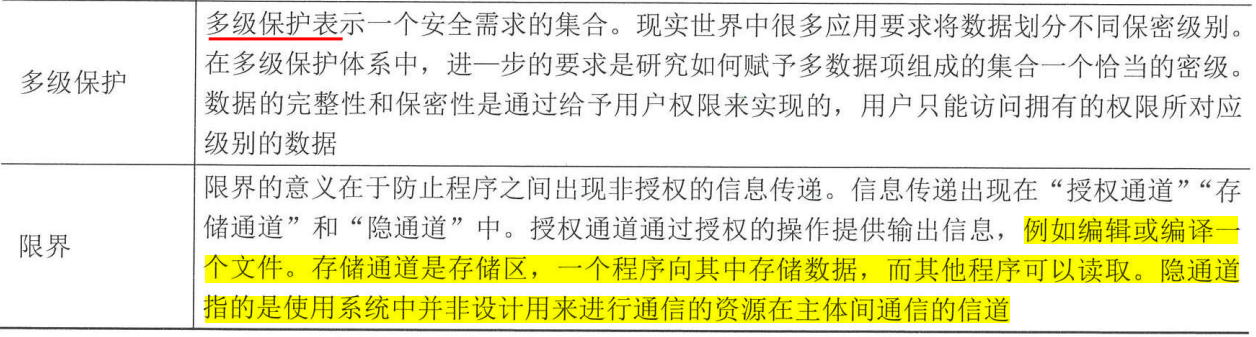 多级保护表示一个安全需求的集合。现实世界中很多应用要求将数据划分不同保密级别。
多级保护
在多级保护体系中，进—步的要求是研究如何赋予多数据项组成的集合一个恰当的密级。
数据的完整性和保密性是通过给予用户权限来实现的，用户只能访问拥有的权限所对应
级别的数据
限界的意义在于防止程序之间出现非授权的信息传递。信息传递出现在“授权通道”“存
限界
储通道”和“隐通道”中。授权通道通过授权的操作提供输出信息，例如编辑或编译一
个文件。存储通道是存储区，一个程序向其中存储数据，而其他程序可以读取。隐通道
指的是使用系统中并非设计用来进行通信的资源在主体间通信的信道